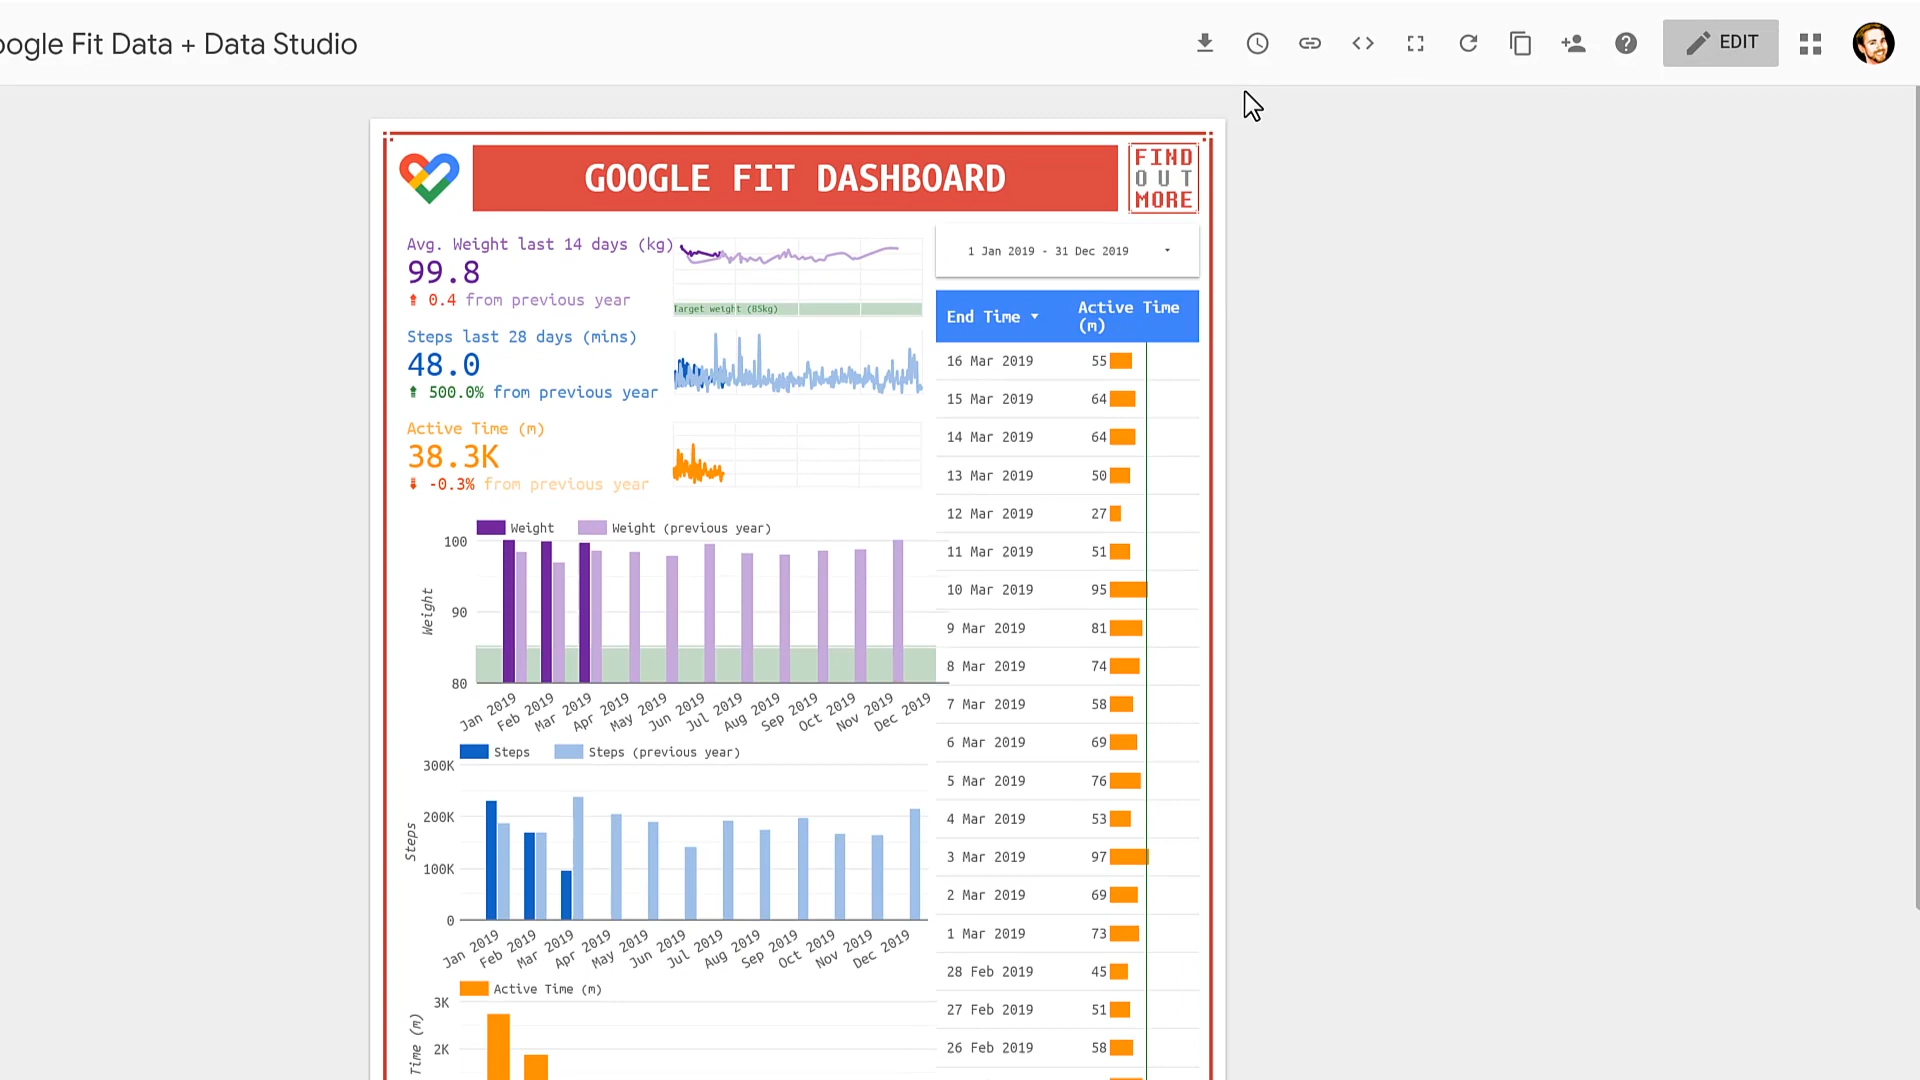 oogle Fit Data + Data Studio
EDIT
GOOGLE FIT DASHBOARD
FIND
OUT
MORE
Avg. Weight last 14 days (kg)
99.8
0.4 from previous year
Target weight (85kg)
Steps last 28 days (mins)
48.0
500.0% from previous year
Active Time (m)
38.3K
-0.3% from previous year
1 Jan 2019 - 31 Dec 2019
End Time Active Time (m)
16 Mar 2019 55
15 Mar 2019 64
14 Mar 2019 64
13 Mar 2019 50
12 Mar 2019 27
11 Mar 2019 51
10 Mar 2019 95
9 Mar 2019 81
8 Mar 2019 74
7 Mar 2019 58
6 Mar 2019 69
5 Mar 2019 76
4 Mar 2019 53
3 Mar 2019 97
2 Mar 2019 69
1 Mar 2019 73
28 Feb 2019 45
27 Feb 2019 51
26 Feb 2019 58
Weight Weight (previous year)
100
90
80
Weight
Jan 2019 Feb 2019 Mar 2019 Apr 2019 May 2019 Jun 2019 Jul 2019 Aug 2019 Sep 2019 Oct 2019 Nov 2019 Dec 2019
Steps Steps (previous year)
300K
200K
100K
0
Steps
Jan 2019 Feb 2019 Mar 2019 Apr 2019 May 2019 Jun 2019 Jul 2019 Aug 2019 Sep 2019 Oct 2019 Nov 2019 Dec 2019
Active Time (m)
3K
2K
Time (m)